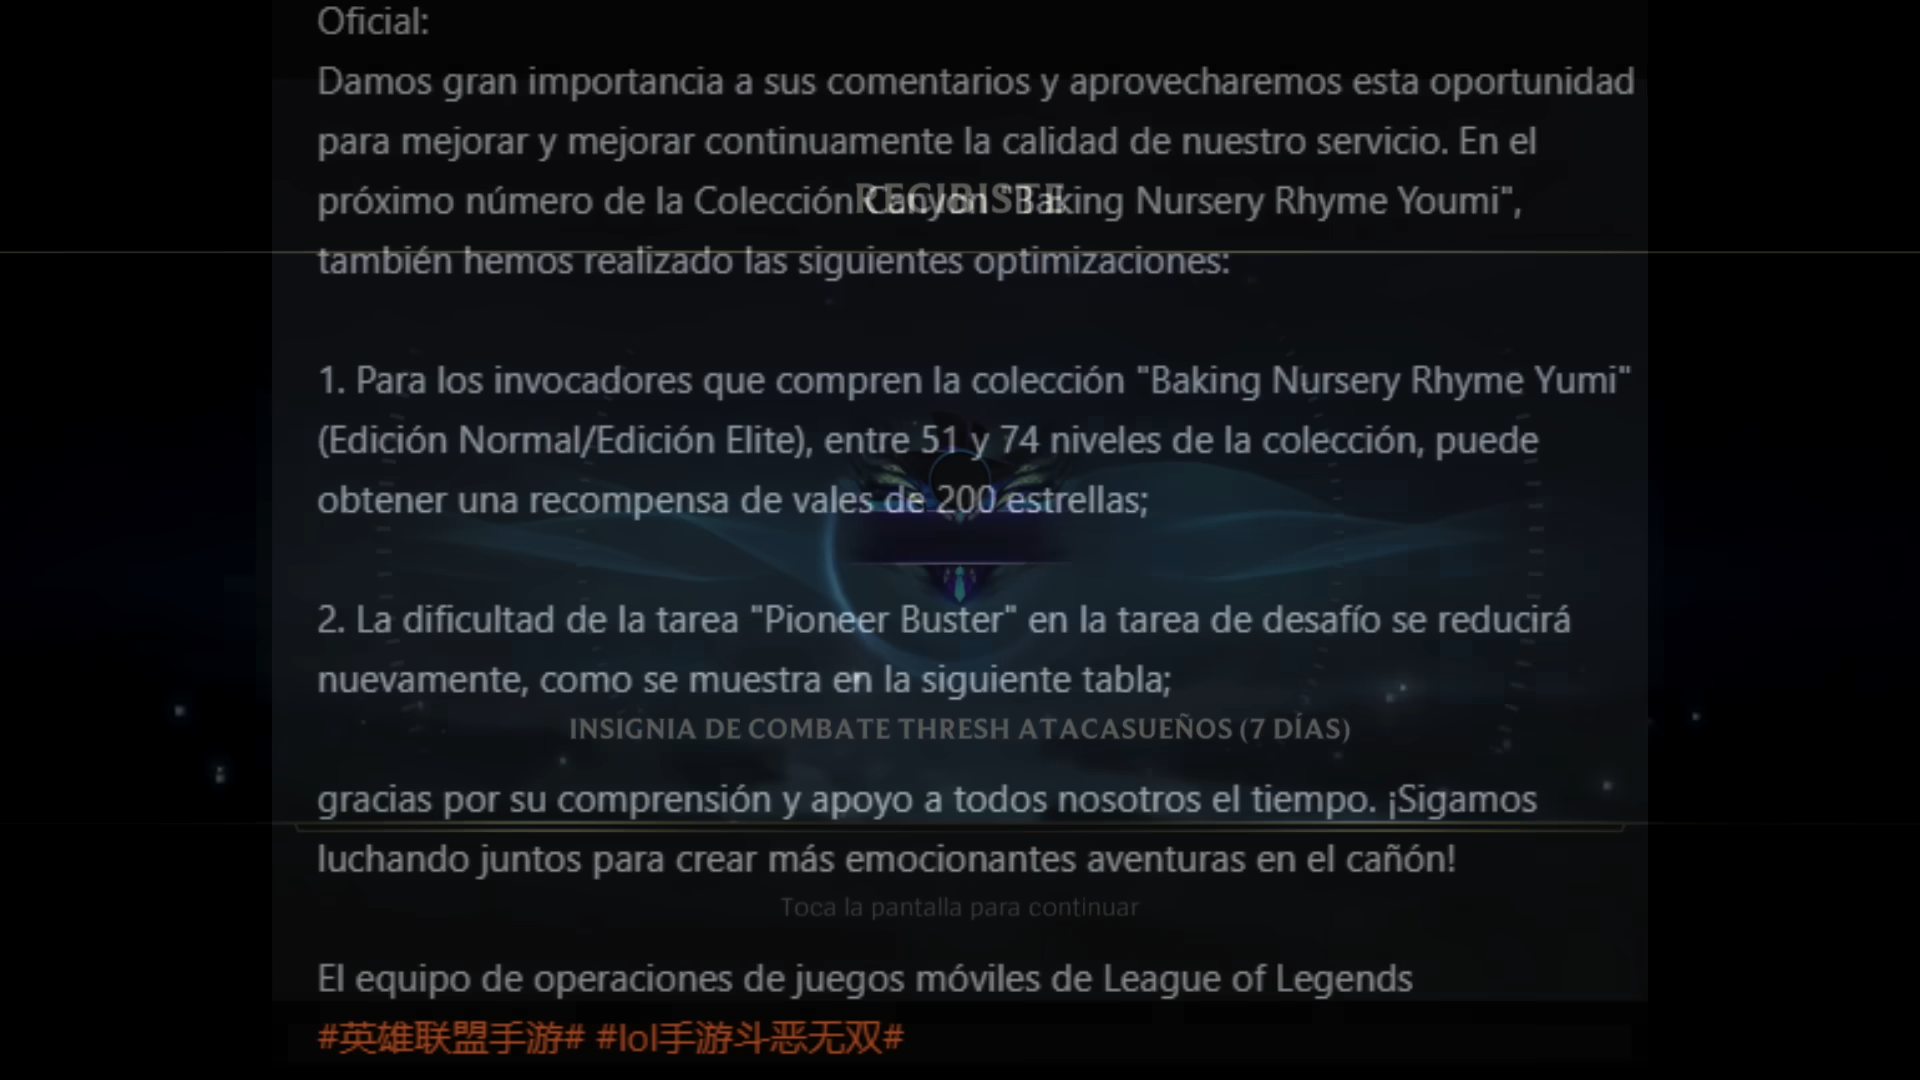 Oficial:
Damos gran importancia a sus comentarios y aprovecharemos esta oportunidad
para mejorar y mejorar continuamente la calidad de nuestro servicio. En el
próximo número de la Colección Canyon "Baking Nursery Rhyme Youmi",
RECIBISTE
también hemos realizado las siguientes optimizaciones:
1. Para los invocadores que compren la colección "Baking Nursery Rhyme Yumi"
(Edición Normal/Edición Elite), entre 51 y 74 niveles de la colección, puede
obtener una recompensa de vales de 200 estrellas;
2. La dificultad de la tarea "Pioneer Buster" en la tarea de desafío se reducirá
nuevamente, como se muestra en la siguiente tabla;
INSIGNIA DE COMBATE THRESH ATACASUEÑOS (7 DÍAS)
gracias por su comprensión y apoyo a todos nosotros el tiempo. ¡Sigamos
luchando juntos para crear más emocionantes aventuras en el cañón!
Toca la pantalla para continuar
El equipo de operaciones de juegos móviles de League of Legends
#英雄联盟手游# #lol手游斗恶无双#